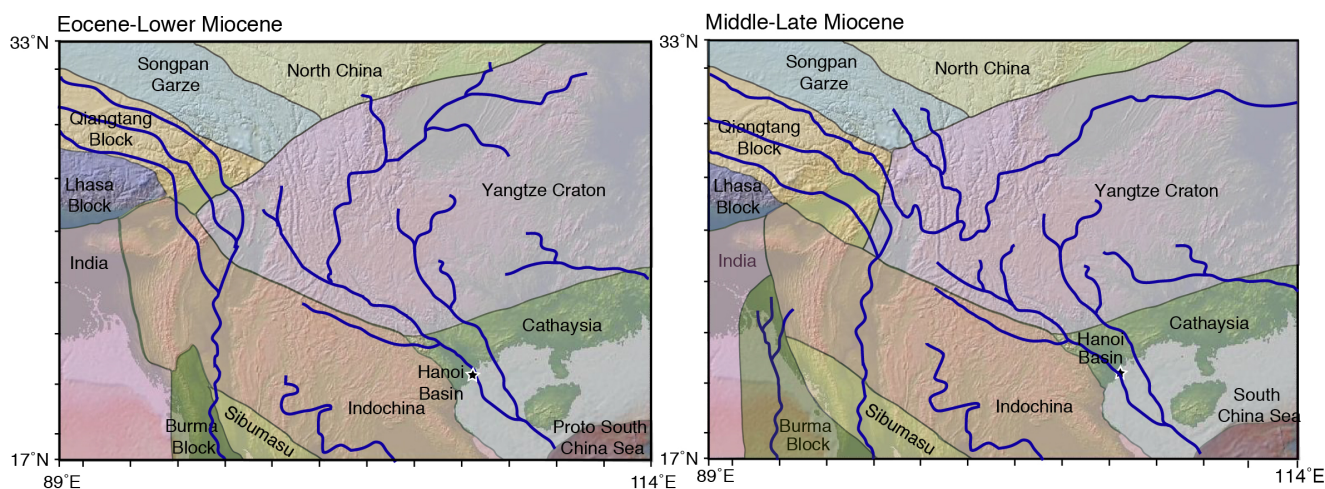 Eocene-Lower Miocene
33°N
Songpan
Garze
North China
Qiangtang
Block
Lhasa
Block
Yangtze Craton
India
Cathaysia
Hanoi
Basin
Indochina
Burma
Block
Sibumasu
Proto South
China Sea
17°N
89°E
114°E
Middle-Late Miocene
33°N
Songpan
Garze
North China
Qiangtang
Block
Lhasa
Block
Yangtze Craton
India
Cathaysia
Hanoi
Basin
South
China Sea
Indochina
Burma
Block
Sibumasu
17°N
89°E
114°E